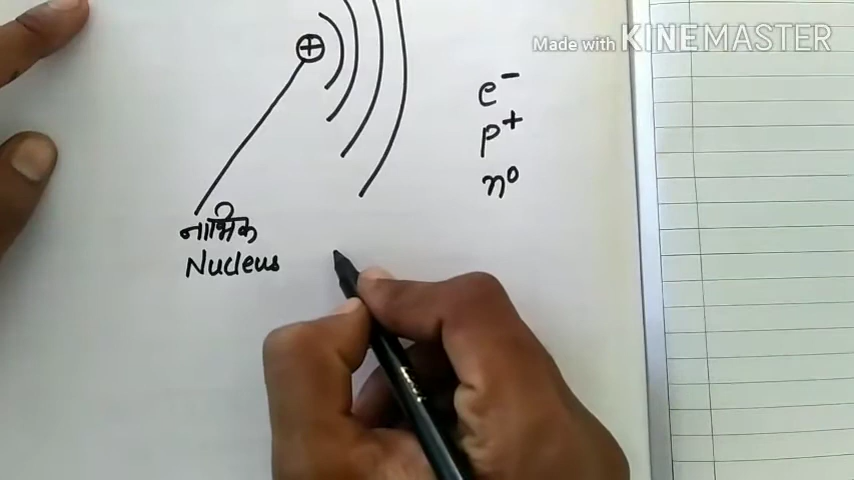 Made with KINEMASTER
+
e⁻
p⁺
n⁰
नाभिक
Nucleus